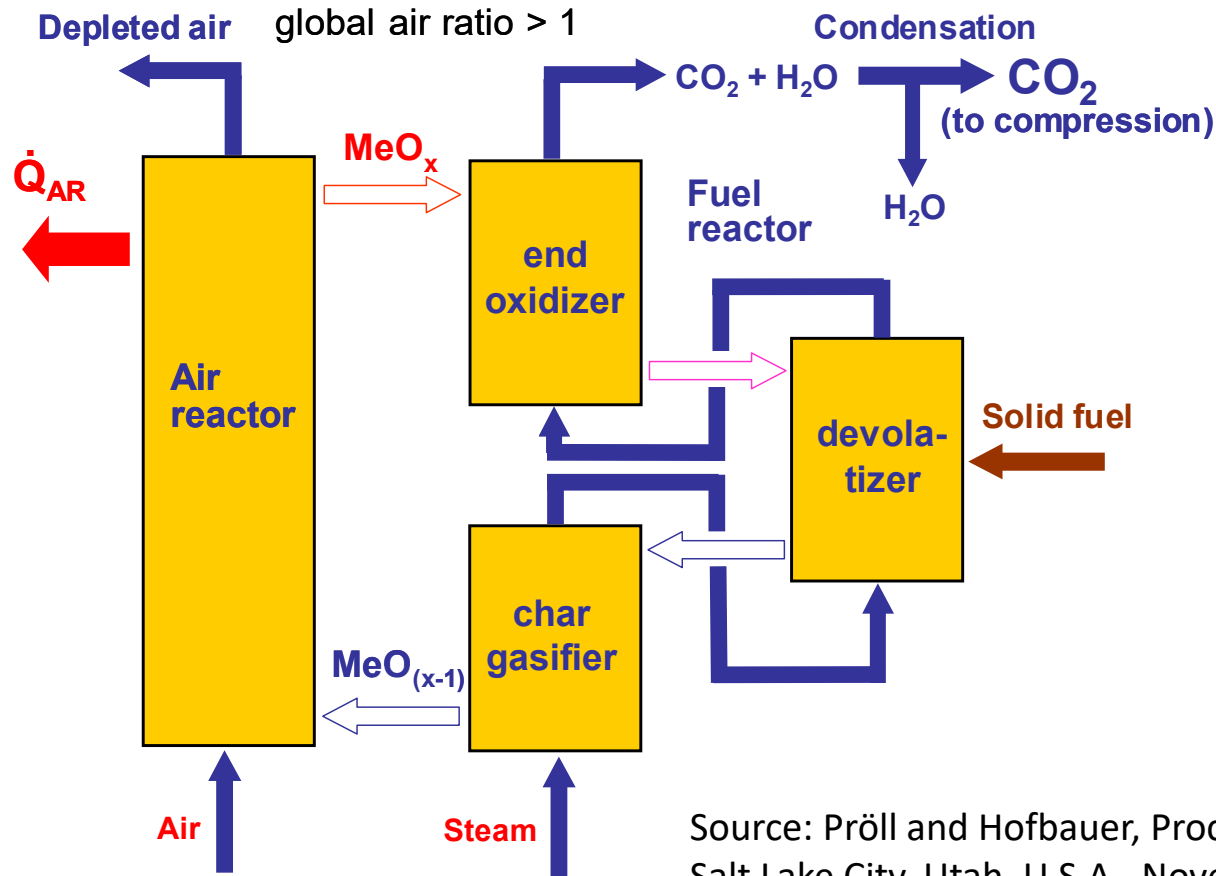 Depleted air
global air ratio > 1
Condensation
CO₂ + H₂O
CO₂
(to compression)
H₂O
Q̇AR
MeOₓ
Fuel
reactor
end
oxidizer
Air
reactor
devola-
tizer
Solid fuel
char
gasifier
MeO₍ₓ₋₁₎
Air
Steam
Source: Pröll and Hofbauer, Proc
Salt Lake City, Utah, U.S.A., Nove